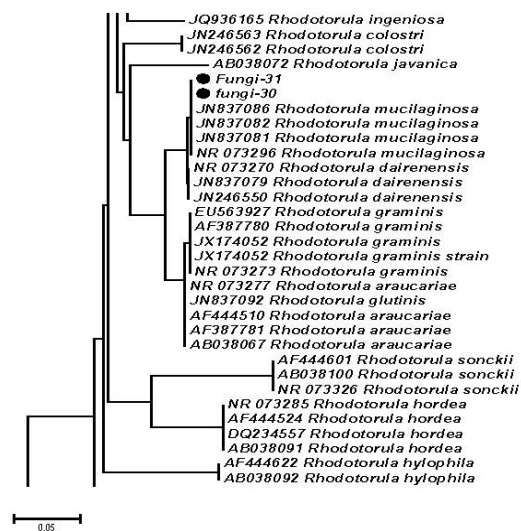 JQ936165 Rhodotorula ingeniosa
JN246563 Rhodotorula colostri
JN246562 Rhodotorula colostri
AB038072 Rhodotorula javanica
Fungi-31
fungi-30
JN837086 Rhodotorula mucilaginosa
JN837082 Rhodotorula mucilaginosa
JN837081 Rhodotorula mucilaginosa
NR 073296 Rhodotorula mucilaginosa
NR 073270 Rhodotorula dairenensis
JN837079 Rhodotorula dairenensis
JN246550 Rhodotorula dairenensis
EU563927 Rhodotorula graminis
AF387780 Rhodotorula graminis
JX174052 Rhodotorula graminis
JX174052 Rhodotorula graminis strain
NR 073273 Rhodotorula graminis
NR 073277 Rhodotorula araucariae
JN837092 Rhodotorula glutinis
AF444510 Rhodotorula araucariae
AF387781 Rhodotorula araucariae
AB038067 Rhodotorula araucariae
AF444601 Rhodotorula sonckii
AB038100 Rhodotorula sonckii
NR 073326 Rhodotorula sonckii
NR 073285 Rhodotorula hordea
AF444524 Rhodotorula hordea
DQ234557 Rhodotorula hordea
AB038091 Rhodotorula hordea
AF444622 Rhodotorula hylophila
AB038092 Rhodotorula hylophila
0.05